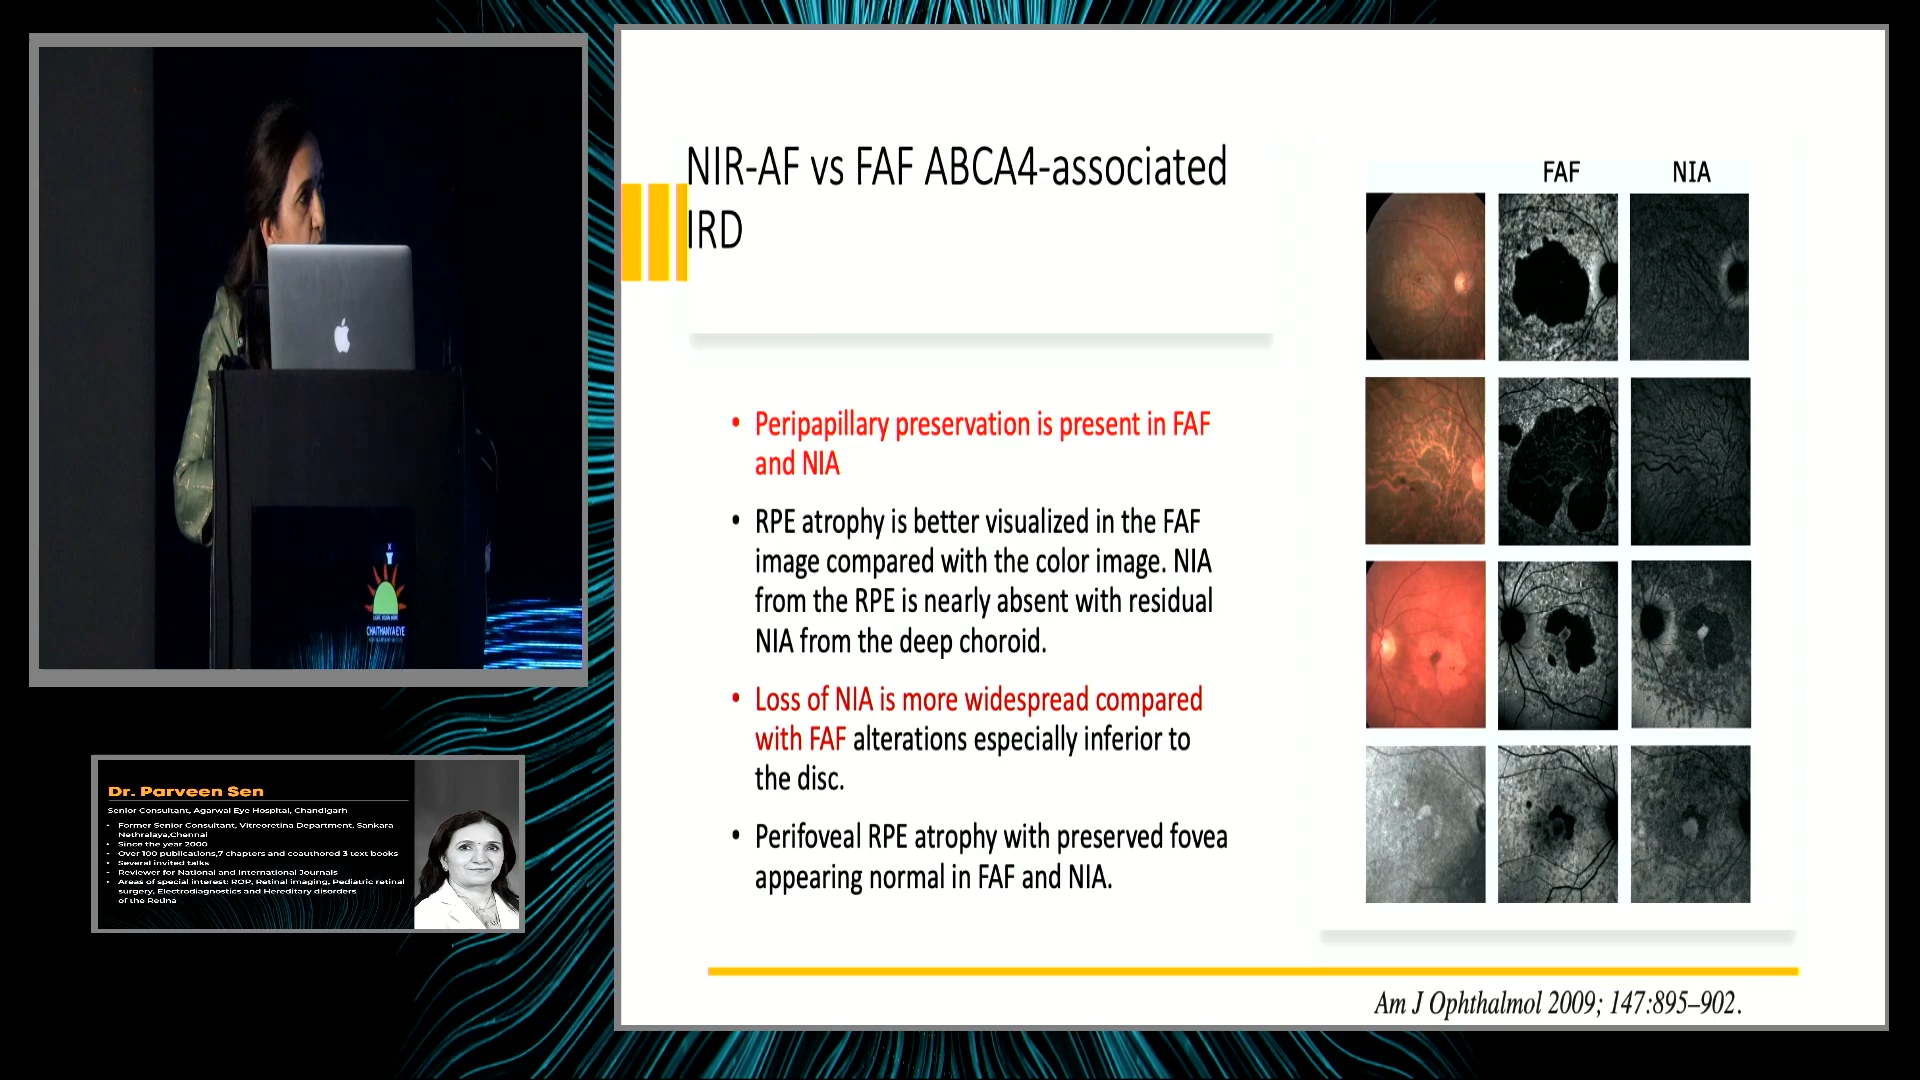 NIR-AF vs FAF ABCA4-associated
IRD
• Peripapillary preservation is present in FAF
and NIA
• RPE atrophy is better visualized in the FAF
image compared with the color image. NIA
from the RPE is nearly absent with residual
NIA from the deep choroid.
• Loss of NIA is more widespread compared
with FAF alterations especially inferior to
the disc.
• Perifoveal RPE atrophy with preserved fovea
appearing normal in FAF and NIA.
FAF NIA
Am J Ophthalmol 2009; 147:895–902.
CHAITHANYA EYE
Dr. Parveen Sen
Senior Consultant, Agarwal Eye Hospital, Chandigarh
• Former Senior Consultant, Vitreoretina Department, Sankara
Nethralaya,Chennai
• Since the year 2000
• Over 100 publications,7 chapters and coauthored 3 text books
• Several invited talks
• Reviewer for National and International Journals
• Areas of special interest: ROP, Retinal imaging, Pediatric retinal
surgery, Electrodiagnostics and Hereditary disorders
of the Retina